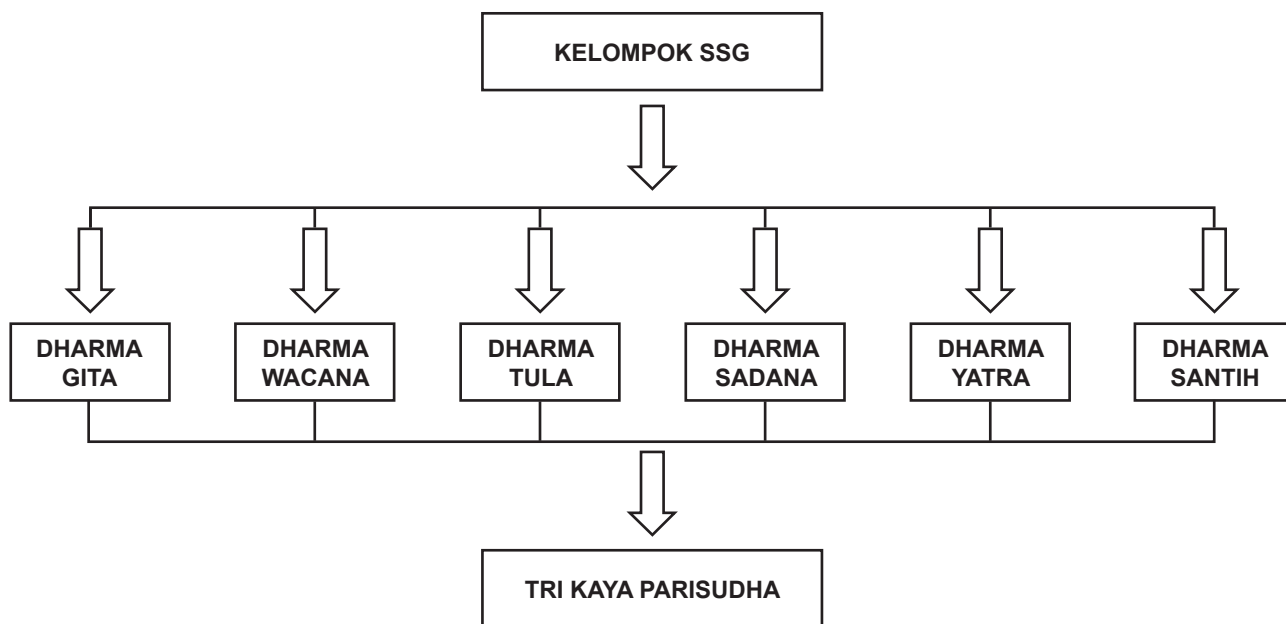 KELOMPOK SSG
DHARMA
GITA
DHARMA
WACANA
DHARMA
TULA
DHARMA
SADANA
DHARMA
YATRA
DHARMA
SANTIH
TRI KAYA PARISUDHA